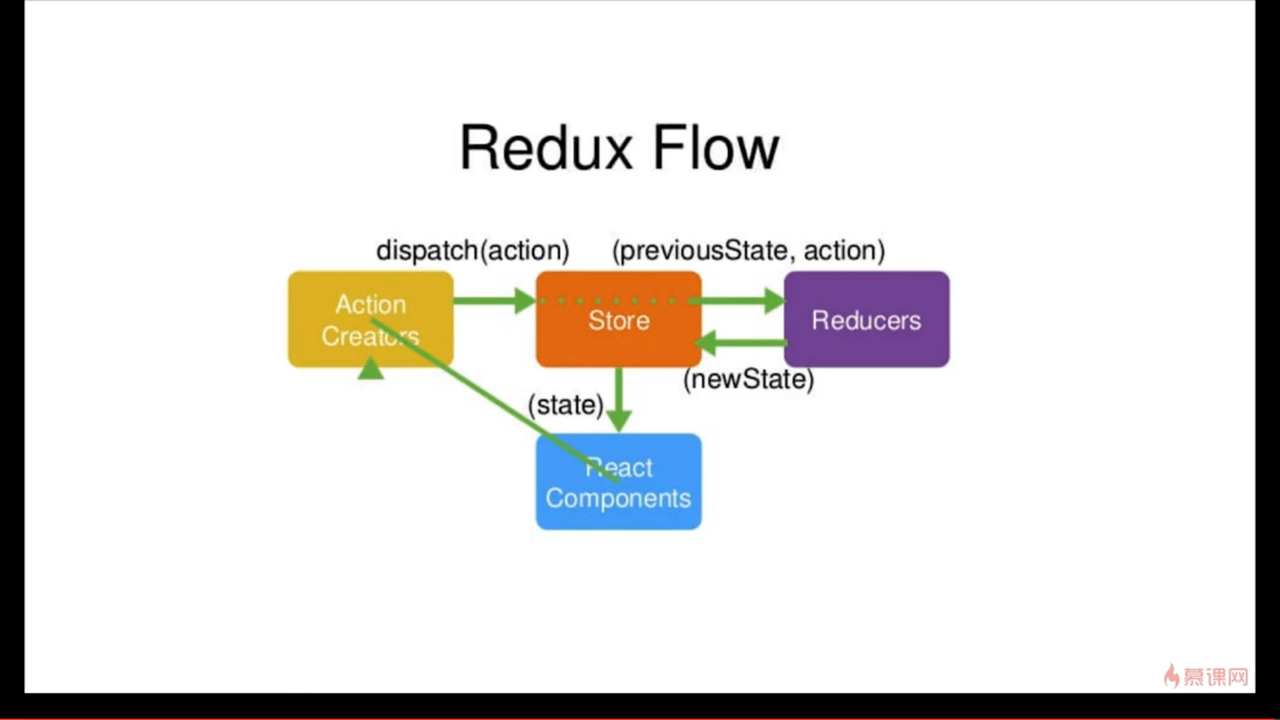 Redux Flow
dispatch(action)
(previousState, action)
Action
Creators
Store
Reducers
(newState)
(state)
React
Components
慕课网